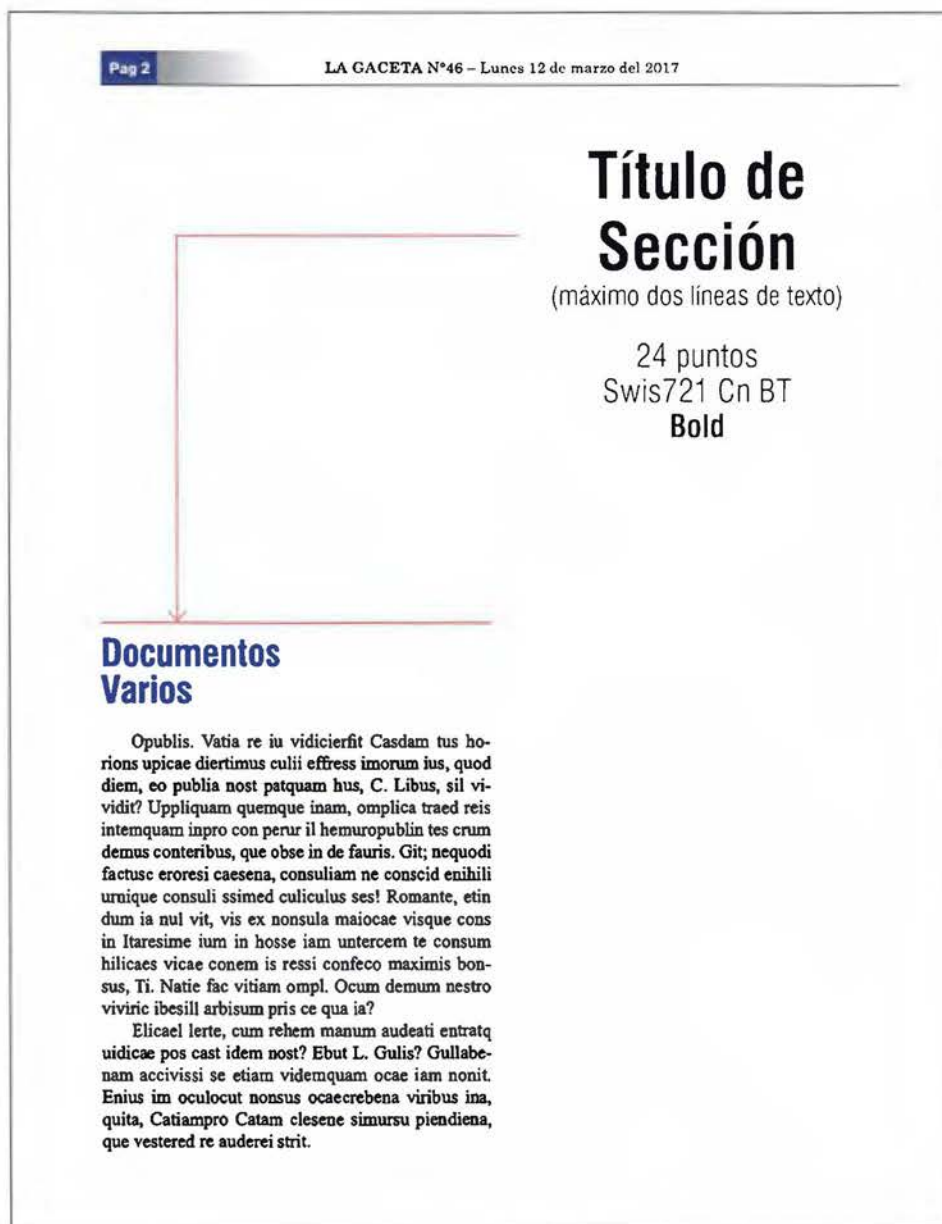 Pag 2
LA GACETA N°46 – Lunes 12 de marzo del 2017
Título de
Sección
(máximo dos líneas de texto)
24 puntos
Swis721 Cn BT
Bold
Documentos
Varios
Opublis. Vatia re iu vidicierfit Casdam tus ho-
rions upicae diertimus culii effress imorum ius, quod
diem, eo publia nost patquam hus, C. Libus, sil vi-
vidit? Uppliquam quemque inam, omplica traed reis
intemquam inpro con perur il hemuropublin tes crum
demus conteribus, que obse in de fauris. Git; nequodi
factusc eroresi caesena, consuliam ne conscid enihili
urnique consuli ssimed culiculus ses! Romante, etin
dum ia nul vit, vis ex nonsula maiocae visque cons
in Itaresime ium in hosse iam untercem te consum
hilicaes vicae conem is ressi confeco maximis bon-
sus, Ti. Natie fac vitiam ompl. Ocum demum nestro
viviric ibesill arbisum pris ce qua ia?
Elicael lerte, cum rehem manum audeati entratq
uidicae pos cast idem nost? Ebut L. Gulis? Gullabe-
nam accivissi se etiam videmquam ocae iam nonit.
Enius im oculocut nonsus ocaecrebena viribus ina,
quita, Catiampro Catam clesene simursu piendiena,
que vestered re auderei strit.